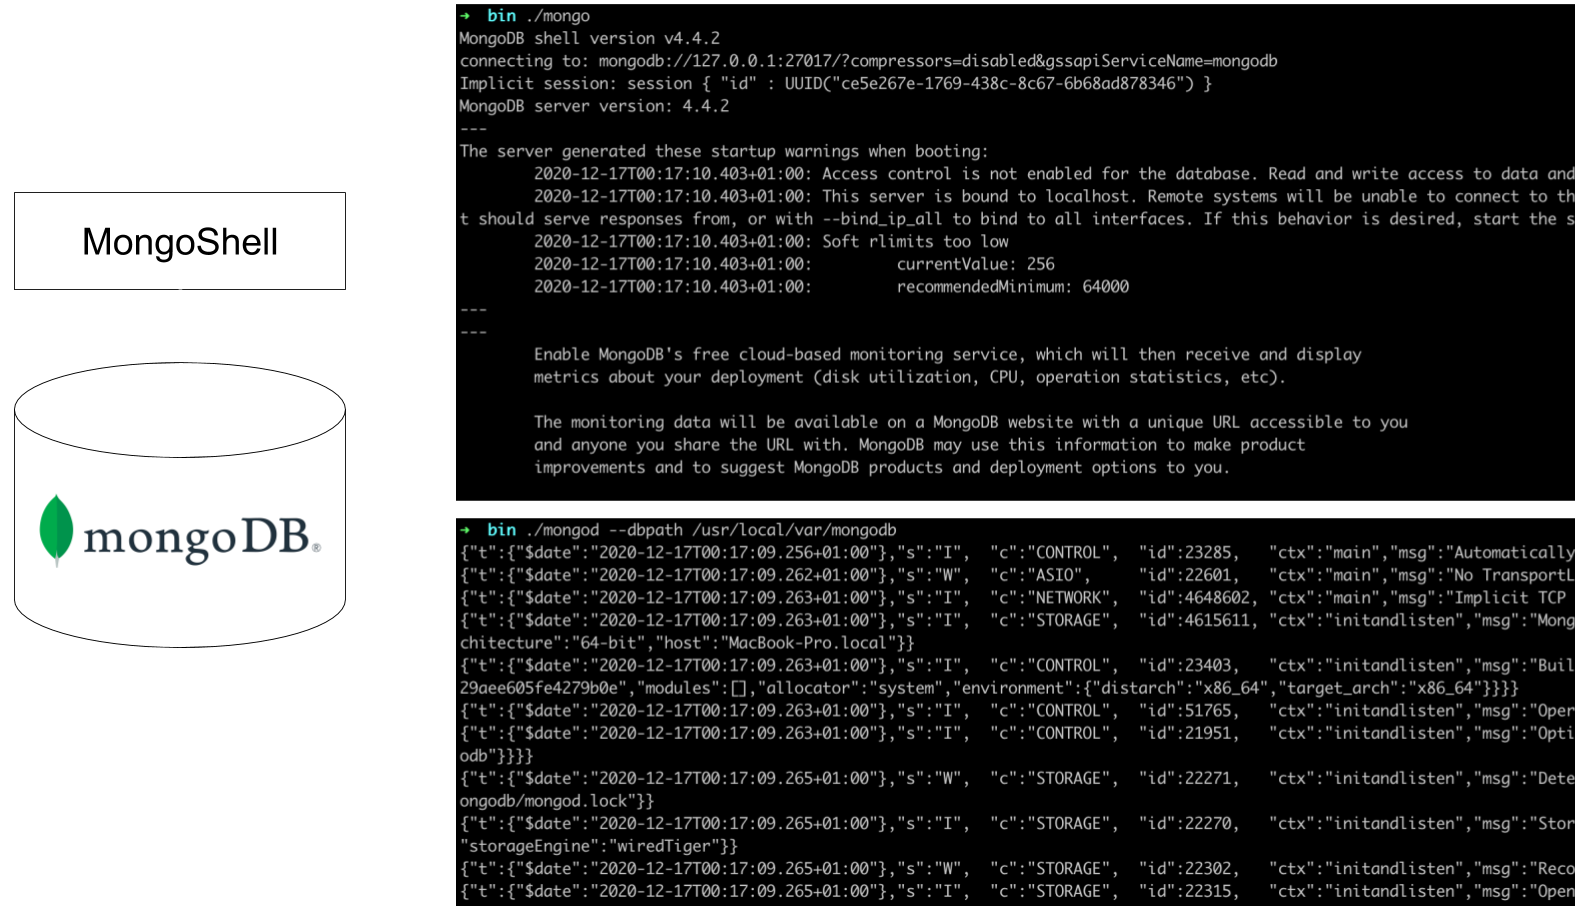 MongoShell
mongoDB®
➜ bin ./mongo
MongoDB shell version v4.4.2
connecting to: mongodb://127.0.0.1:27017/?compressors=disabled&gssapiServiceName=mongodb
Implicit session: session { "id" : UUID("ce5e267e-1769-438c-8c67-6b68ad878346") }
MongoDB server version: 4.4.2
---
The server generated these startup warnings when booting:
2020-12-17T00:17:10.403+01:00: Access control is not enabled for the database. Read and write access to data and
2020-12-17T00:17:10.403+01:00: This server is bound to localhost. Remote systems will be unable to connect to th
t should serve responses from, or with --bind_ip_all to bind to all interfaces. If this behavior is desired, start the s
2020-12-17T00:17:10.403+01:00: Soft rlimits too low
2020-12-17T00:17:10.403+01:00: currentValue: 256
2020-12-17T00:17:10.403+01:00: recommendedMinimum: 64000
---
---
Enable MongoDB's free cloud-based monitoring service, which will then receive and display
metrics about your deployment (disk utilization, CPU, operation statistics, etc).
The monitoring data will be available on a MongoDB website with a unique URL accessible to you
and anyone you share the URL with. MongoDB may use this information to make product
improvements and to suggest MongoDB products and deployment options to you.
➜ bin ./mongod --dbpath /usr/local/var/mongodb
{"t":{"$date":"2020-12-17T00:17:09.256+01:00"},"s":"I", "c":"CONTROL", "id":23285, "ctx":"main","msg":"Automatically
{"t":{"$date":"2020-12-17T00:17:09.262+01:00"},"s":"W", "c":"ASIO", "id":22601, "ctx":"main","msg":"No TransportL
{"t":{"$date":"2020-12-17T00:17:09.263+01:00"},"s":"I", "c":"NETWORK", "id":4648602, "ctx":"main","msg":"Implicit TCP
{"t":{"$date":"2020-12-17T00:17:09.263+01:00"},"s":"I", "c":"STORAGE", "id":4615611, "ctx":"initandlisten","msg":"Mong
chitecture":"64-bit","host":"MacBook-Pro.local"}}
{"t":{"$date":"2020-12-17T00:17:09.263+01:00"},"s":"I", "c":"CONTROL", "id":23403, "ctx":"initandlisten","msg":"Buil
29aee605fe4279b0e","modules":[],"allocator":"system","environment":{"distarch":"x86_64","target_arch":"x86_64"}}}}
{"t":{"$date":"2020-12-17T00:17:09.263+01:00"},"s":"I", "c":"CONTROL", "id":51765, "ctx":"initandlisten","msg":"Oper
{"t":{"$date":"2020-12-17T00:17:09.263+01:00"},"s":"I", "c":"CONTROL", "id":21951, "ctx":"initandlisten","msg":"Opti
odb"}}}}
{"t":{"$date":"2020-12-17T00:17:09.265+01:00"},"s":"W", "c":"STORAGE", "id":22271, "ctx":"initandlisten","msg":"Dete
ongodb/mongod.lock"}}
{"t":{"$date":"2020-12-17T00:17:09.265+01:00"},"s":"I", "c":"STORAGE", "id":22270, "ctx":"initandlisten","msg":"Stor
"storageEngine":"wiredTiger"}}
{"t":{"$date":"2020-12-17T00:17:09.265+01:00"},"s":"W", "c":"STORAGE", "id":22302, "ctx":"initandlisten","msg":"Reco
{"t":{"$date":"2020-12-17T00:17:09.265+01:00"},"s":"I", "c":"STORAGE", "id":22315, "ctx":"initandlisten","msg":"Open